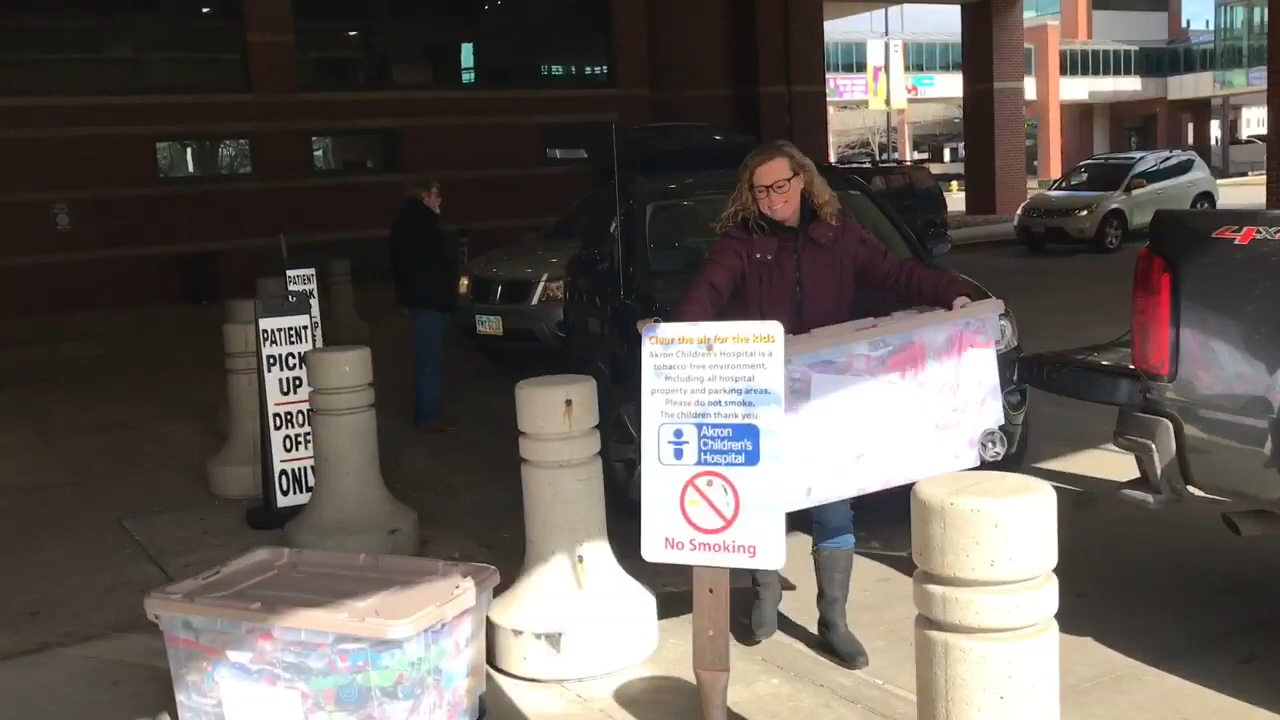 4x
PATIENT
PICK
PATIENT
PICK
UP
DROP
OFF
ONLY
Clear the air for the kids
Akron Children's Hospital is a
tobacco-free environment,
including all hospital
property and parking areas.
Please do not smoke.
The children thank you.
Akron
Children's
Hospital
No Smoking